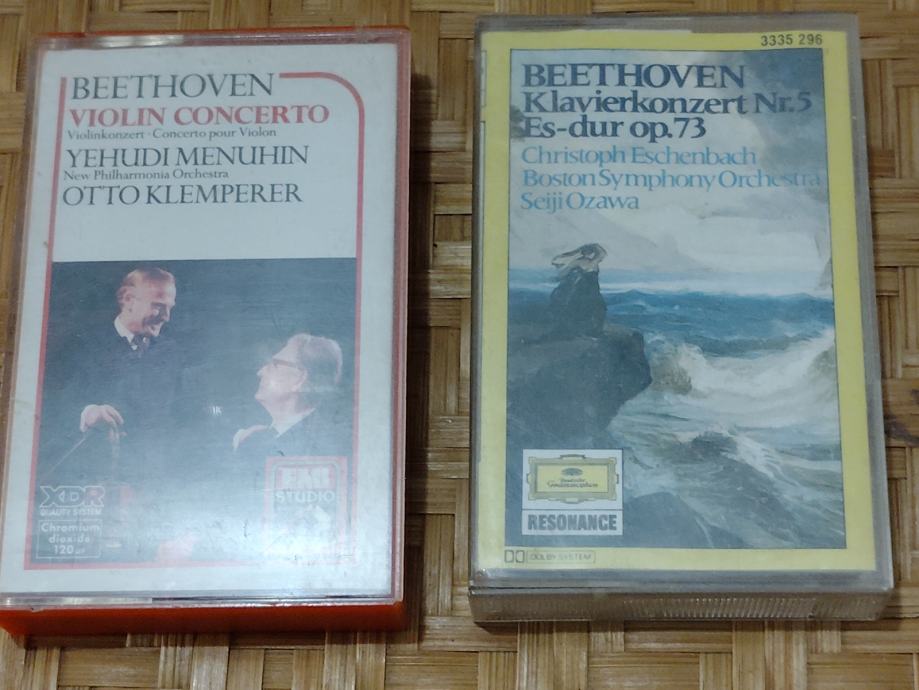 BEETHOVEN
VIOLIN CONCERTO
Violinkonzert · Concerto pour Violon
YEHUDI MENUHIN
New Philharmonia Orchestra
OTTO KLEMPERER
XDR
QUALITY SYSTEM
Chromium
dioxide
120 µs
EMI
STUDIO
3335 296
BEETHOVEN
Klavierkonzert Nr. 5
Es-dur op. 73
Christoph Eschenbach
Boston Symphony Orchestra
Seiji Ozawa
Deutsche
Grammophon
RESONANCE
DOLBY SYSTEM